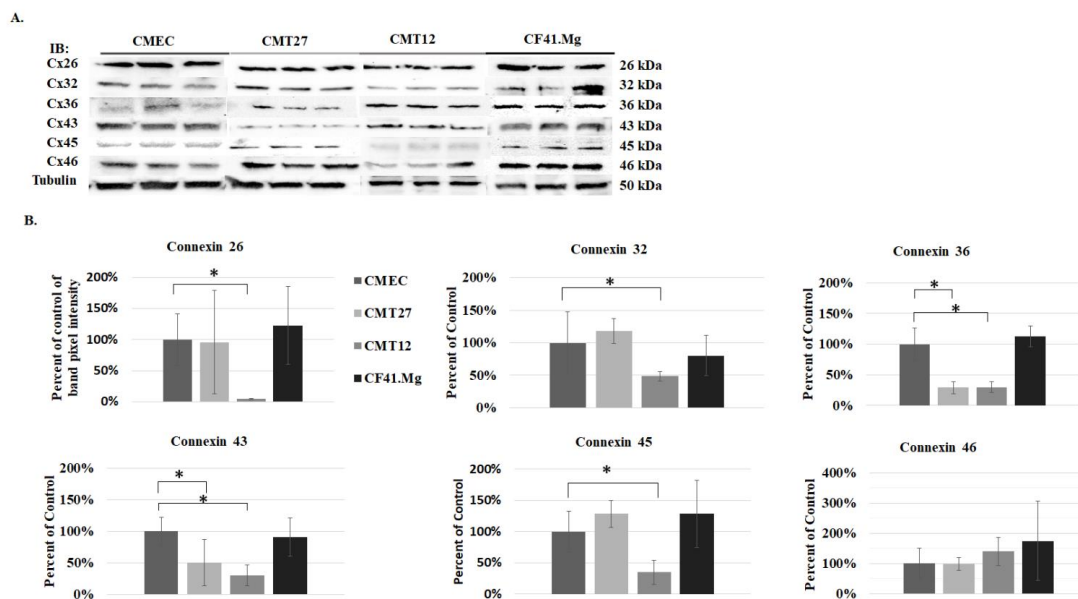 A.
IB:
CMEC CMT27 CMT12 CF41.Mg
Cx26 26 kDa
Cx32 32 kDa
Cx36 36 kDa
Cx43 43 kDa
Cx45 45 kDa
Cx46 46 kDa
Tubulin 50 kDa
B.
Connexin 26
Percent of control of
band pixel intensity
200%
150%
100%
50%
0%
*
CMEC
CMT27
CMT12
CF41.Mg
Connexin 32
Percent of Control
200%
150%
100%
50%
0%
*
Connexin 36
Percent of Control
200%
150%
100%
50%
0%
*
*
Connexin 43
Percent of Control
200%
150%
100%
50%
0%
*
*
Connexin 45
Percent of Control
200%
150%
100%
50%
0%
*
Connexin 46
Percent of Control
400%
300%
200%
100%
0%